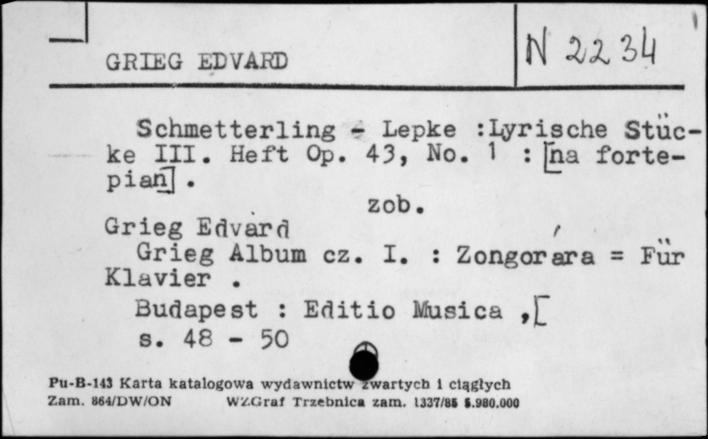 GRIEG EDVARD
N 2234
Schmetterling - Lepke :Lyrische Stüc-
ke III. Heft Op. 43, No. 1 : [na forte-
pian] .
zob.
Grieg Edvard
Grieg Album cz. I. : Zongorára = Für
Klavier .
Budapest : Editio Musica ,[
s. 48 - 50
Pu-B-143 Karta katalogowa wydawnictw zwartych i ciągłych
Zam. 864/DW/ON WZGraf Trzebnica zam. 1337/85 5.980.000